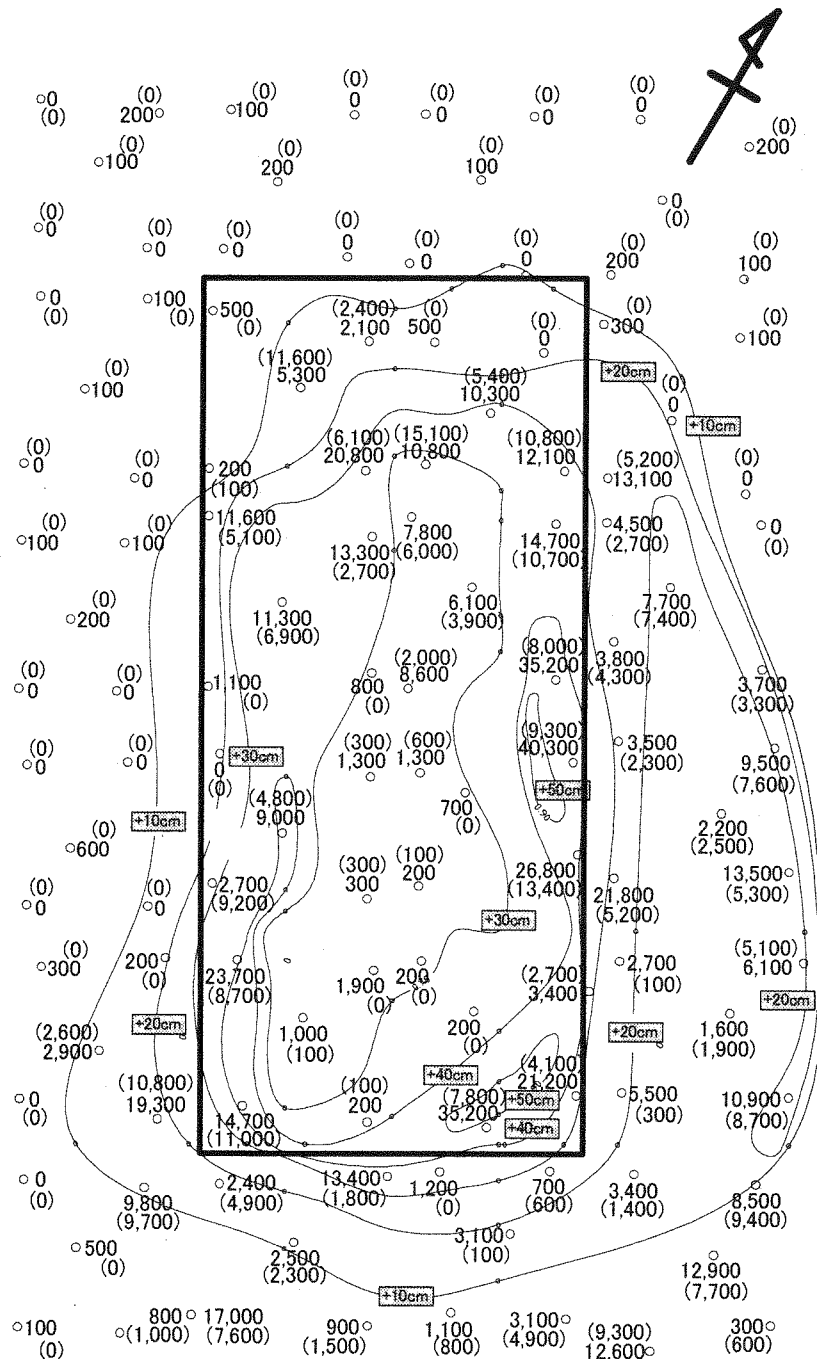 (0) (0) (0)
0 (0) 200 100 0 0 0 0
(0) (0) (0) (0)
100 200 100 200
(0) (0) (0)
0 (0)
(0) (0) (0) (0) (0) (0) (0) (0)
0 0 0 0 0 0 200 100
0 (0) 100 (0) 500 (0) (2,400) 2,100 (0) 500 (0) 0 (0) 300 (0) 100
(0) 100 (11,600) 5,300 (5,400) 10,300 +20cm (0) 0 +10cm
(0) 0 (0) 0 200 (100) (6,100) 20,800 (15,100) 10,800 (10,800) 12,100 (5,200) 13,100 (0) 0
(0) 100 (0) 100 11,600 (5,100) 13,300 (2,700) 7,800 (6,000) 14,700 (10,700) 4,500 (2,700) 0 (0)
(0) 200 11,300 (6,900) 6,100 (3,900) 7,700 (7,400)
(0) 0 (0) 0 1,100 (0) 800 (0) (2,000) 8,600 (8,000) 35,200 3,800 (4,300) 3,700 (3,300)
(0) 0 (0) 0 0 (0) +30cm (300) 1,300 (600) 1,300 (9,300) 40,300 3,500 (2,300) 9,500 (7,600)
+10cm (4,800) 9,000 700 (0) +50cm 2,200 (2,500)
(0) 600
(0) 0 (0) 0 2,700 (9,200) (300) 300 (100) 200 26,800 (13,400) 21,800 (5,200) 13,500 (5,300)
+30cm
(0) 300 200 (0) 23,700 (8,700) 1,900 (0) 200 (0) (2,700) 3,400 2,700 (100) (5,100) 6,100
+20cm 1,000 (100) 200 (0) +20cm 1,600 (1,900) +20cm
(2,600) 2,900 +40cm
0 (0) (10,800) 19,300 14,700 (11,000) (100) 200 (7,800) 35,200 (4,100) 21,200 +50cm 5,500 (300) 10,900 (8,700)
+40cm
0 (0) 9,800 (9,700) 2,400 (4,900) 13,400 (1,800) 1,200 (0) 700 (600) 3,400 (1,400) 8,500 (9,400)
500 (0) 2,500 (2,300) 3,100 (100) 12,900 (7,700)
+10cm
100 (0) 800 (1,000) 17,000 (7,600) 900 (1,500) 1,100 (800) 3,100 (4,900) (9,300) 12,600 300 (600)